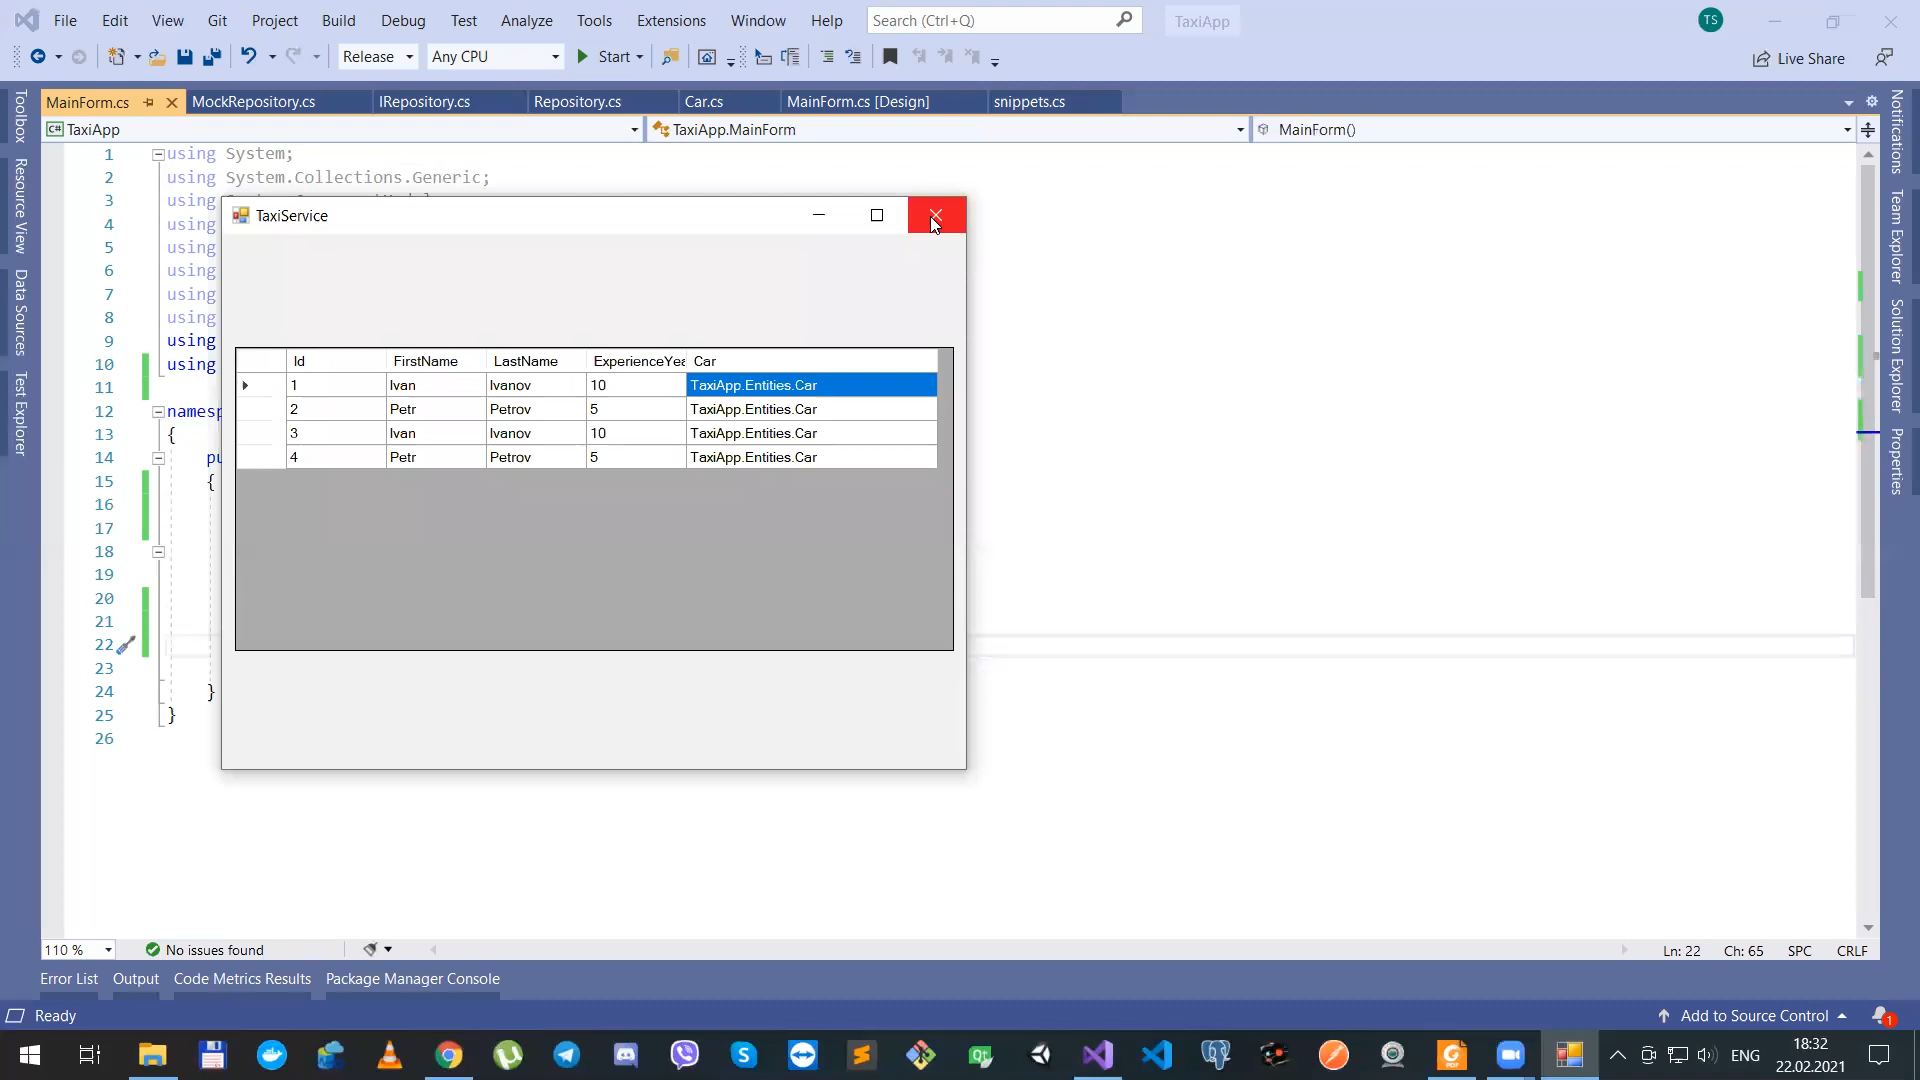 File Edit View Git Project Build Debug Test Analyze Tools Extensions Window Help Search (Ctrl+Q) TaxiApp TS
Release Any CPU Start Live Share
MainForm.cs MockRepository.cs IRepository.cs Repository.cs Car.cs MainForm.cs [Design] snippets.cs
TaxiApp TaxiApp.MainForm MainForm()
Toolbox
Resource View
Data Sources
Test Explorer
1 using System;
2 using System.Collections.Generic;
3 using
4 using
5 using
6 using
7 using
8 using
9 using
10 using
11
12 namesp
13 {
14 pu
15 {
16
17
18
19
20
21
22
23
24 }
25 }
26
TaxiService
Id FirstName LastName ExperienceYea Car
1 Ivan Ivanov 10 TaxiApp.Entities.Car
2 Petr Petrov 5 TaxiApp.Entities.Car
3 Ivan Ivanov 10 TaxiApp.Entities.Car
4 Petr Petrov 5 TaxiApp.Entities.Car
Notifications
Team Explorer
Solution Explorer
Properties
110 % No issues found Ln: 22 Ch: 65 SPC CRLF
Error List Output Code Metrics Results Package Manager Console
Ready Add to Source Control 1
ENG 18:32
22.02.2021